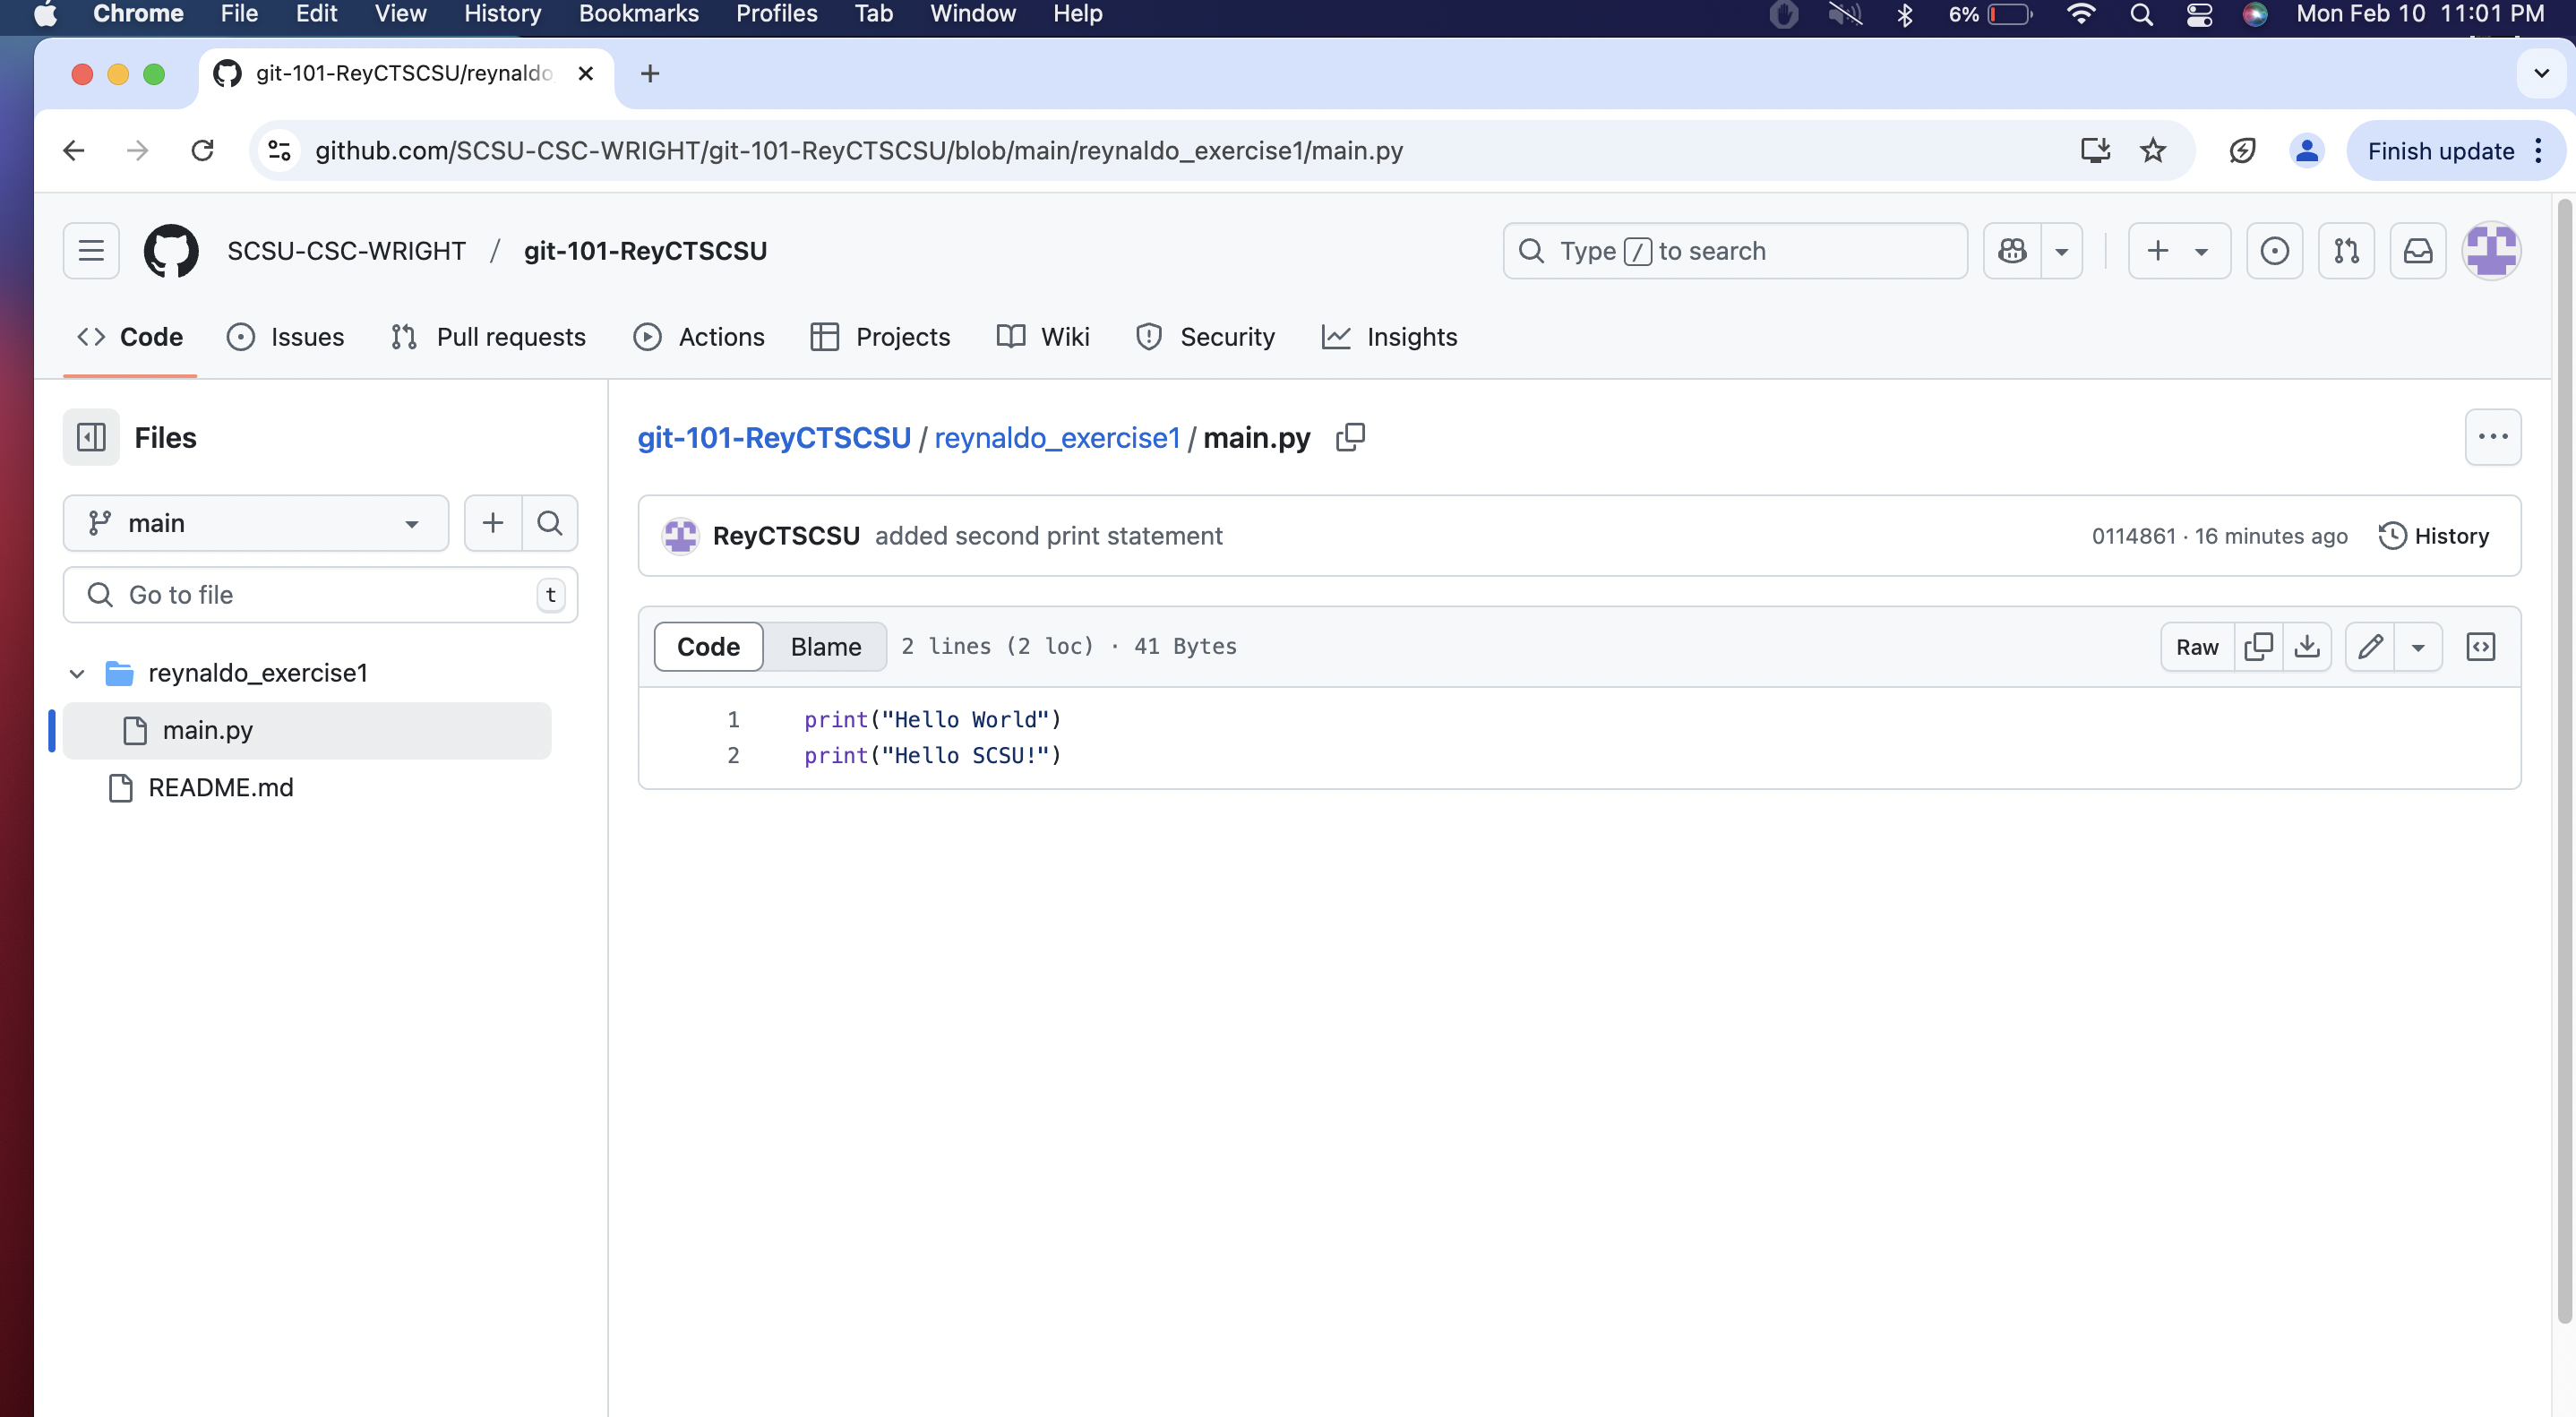 Chrome File Edit View History Bookmarks Profiles Tab Window Help 6% Mon Feb 10 11:01 PM
git-101-ReyCTSCSU/reynaldo
github.com/SCSU-CSC-WRIGHT/git-101-ReyCTSCSU/blob/main/reynaldo_exercise1/main.py Finish update
SCSU-CSC-WRIGHT / git-101-ReyCTSCSU Type / to search
Code Issues Pull requests Actions Projects Wiki Security Insights
Files
git-101-ReyCTSCSU / reynaldo_exercise1 / main.py
main
ReyCTSCSU added second print statement 0114861 · 16 minutes ago History
Go to file t
Code Blame 2 lines (2 loc) · 41 Bytes Raw
reynaldo_exercise1
main.py
README.md
1 print("Hello World")
2 print("Hello SCSU!")